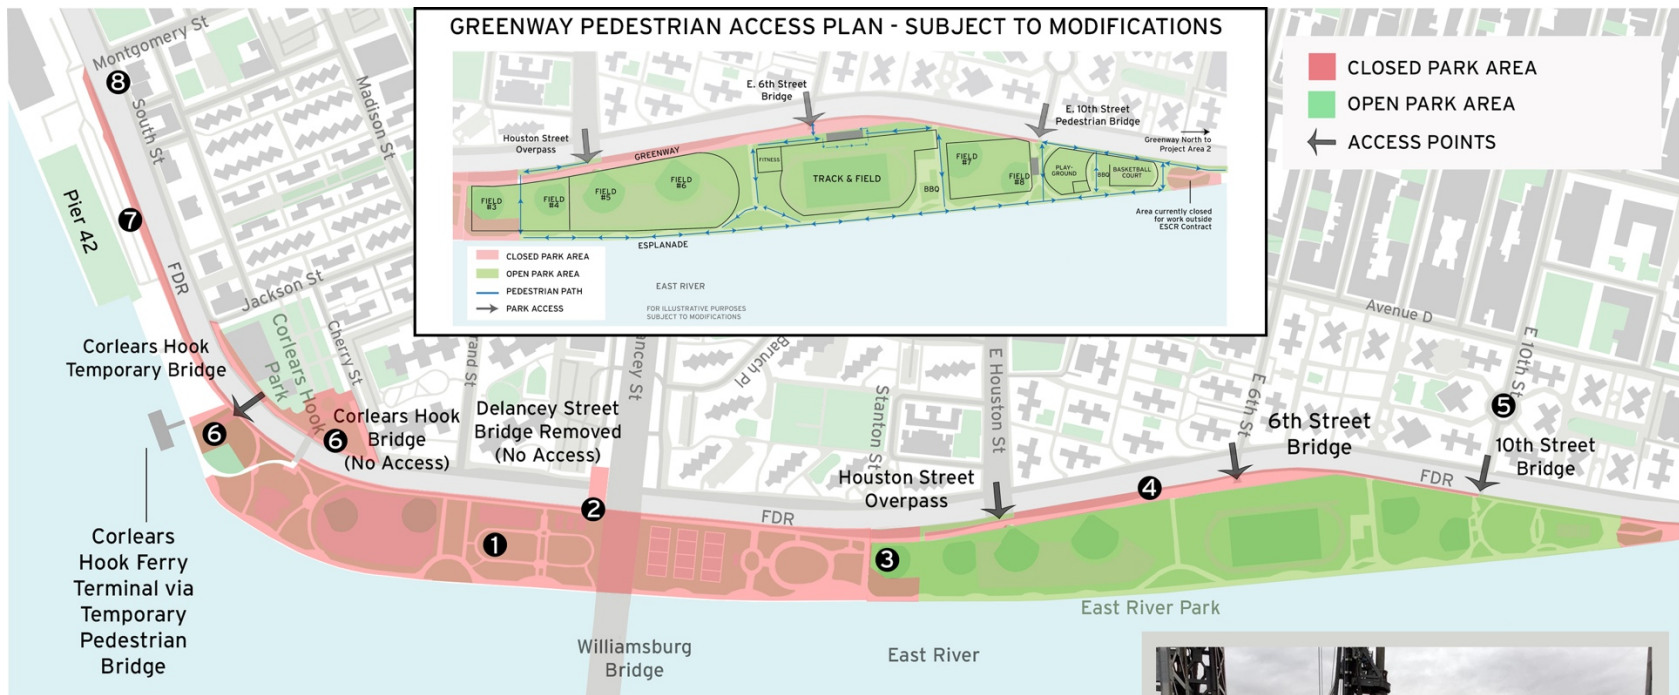 GREENWAY PEDESTRIAN ACCESS PLAN - SUBJECT TO MODIFICATIONS
E. 6th Street
Bridge
E. 10th Street
Pedestrian Bridge
Houston Street
Overpass
Greenway North to
Project Area 2
GREENWAY
FITNESS
FIELD
#7
FIELD
#8
PLAY-
GROUND
BBQ
BASKETBALL
COURT
FIELD
#6
TRACK & FIELD
FIELD
#5
FIELD
#4
FIELD
#3
BBQ
Area currently closed
for work outside
ESCR Contract
ESPLANADE
CLOSED PARK AREA
OPEN PARK AREA
PEDESTRIAN PATH
PARK ACCESS
EAST RIVER
FOR ILLUSTRATIVE PURPOSES
SUBJECT TO MODIFICATIONS
CLOSED PARK AREA
OPEN PARK AREA
ACCESS POINTS
Montgomery St
8
South St
Madison St
Pier 42
7
FDR
Jackson St
Corlears Hook
Park
Corlears Hook
Cherry St
Corlears Hook
Temporary Bridge
6
6
Corlears Hook
Bridge
(No Access)
rand St
Delancey Street
Bridge Removed
(No Access)
ancey St
Baruch Pl
Stanton St
E Houston St
Avenue D
E 10th St
5
E 6th St
6th Street
Bridge
10th Street
Bridge
Houston Street
Overpass
4
FDR
2
FDR
1
3
Corlears
Hook Ferry
Terminal via
Temporary
Pedestrian
Bridge
Williamsburg
Bridge
East River
East River Park